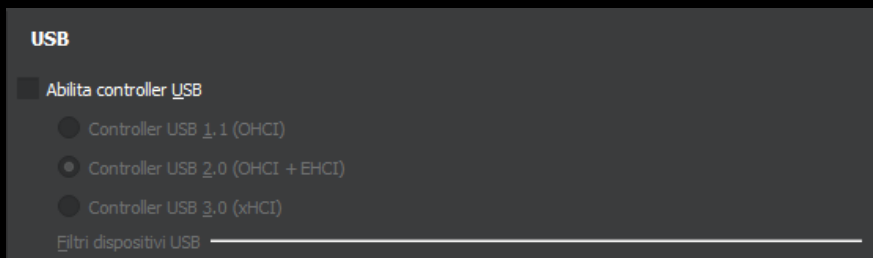 USB
Abilita controller USB
Controller USB 1.1 (OHCI)
Controller USB 2.0 (OHCI + EHCI)
Controller USB 3.0 (xHCI)
Filtri dispositivi USB